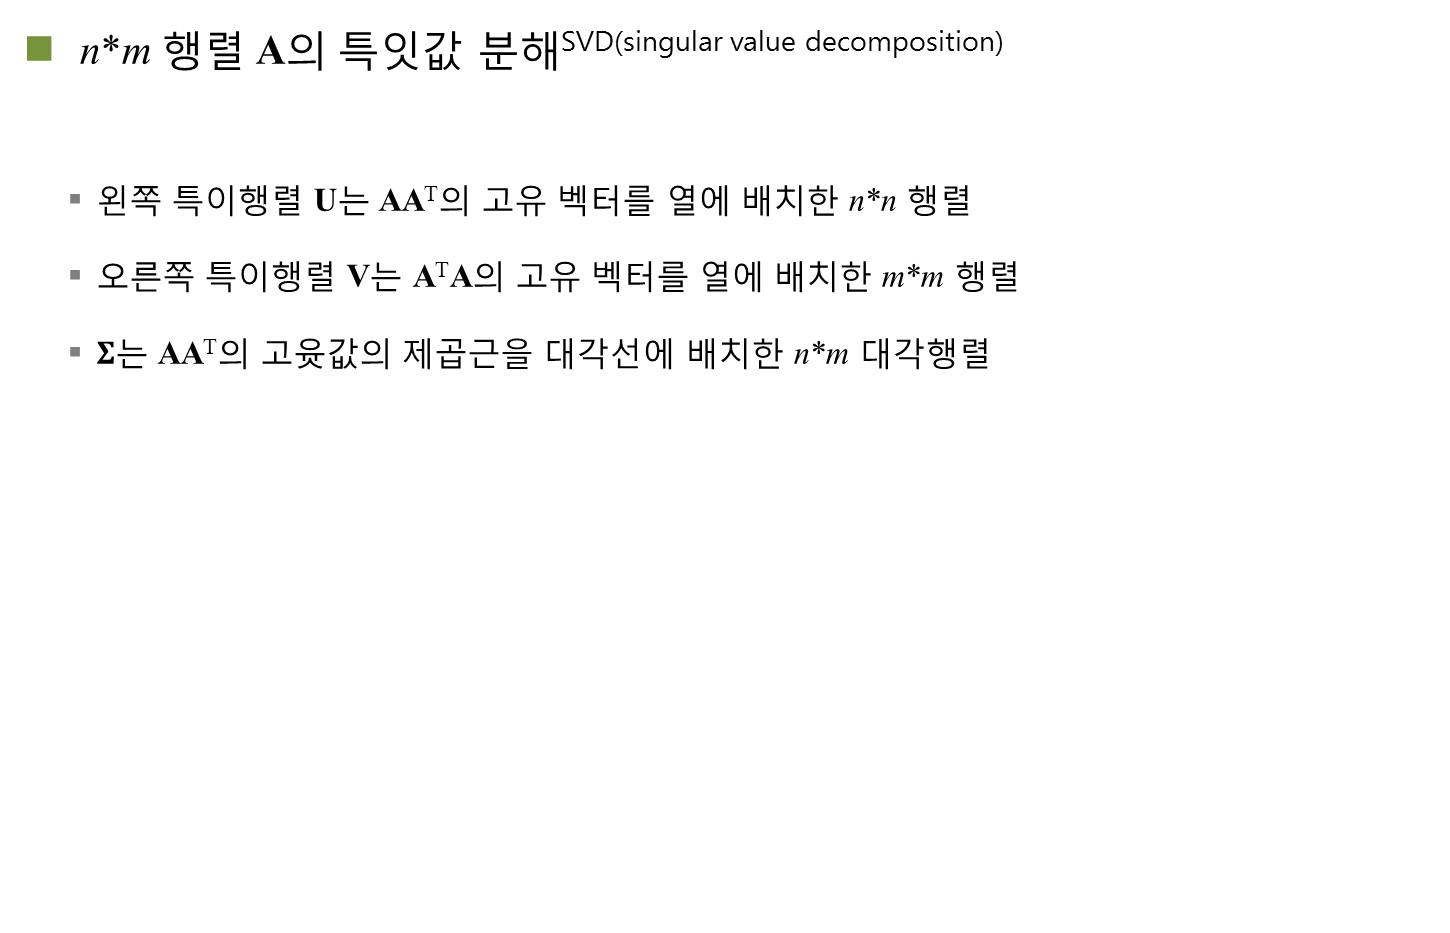 n*m 행렬 A의 특잇값 분해SVD(singular value decomposition)
왼쪽 특이행렬 U는 AAᵀ의 고유 벡터를 열에 배치한 n*n 행렬
오른쪽 특이행렬 V는 AᵀA의 고유 벡터를 열에 배치한 m*m 행렬
Σ는 AAᵀ의 고윳값의 제곱근을 대각선에 배치한 n*m 대각행렬